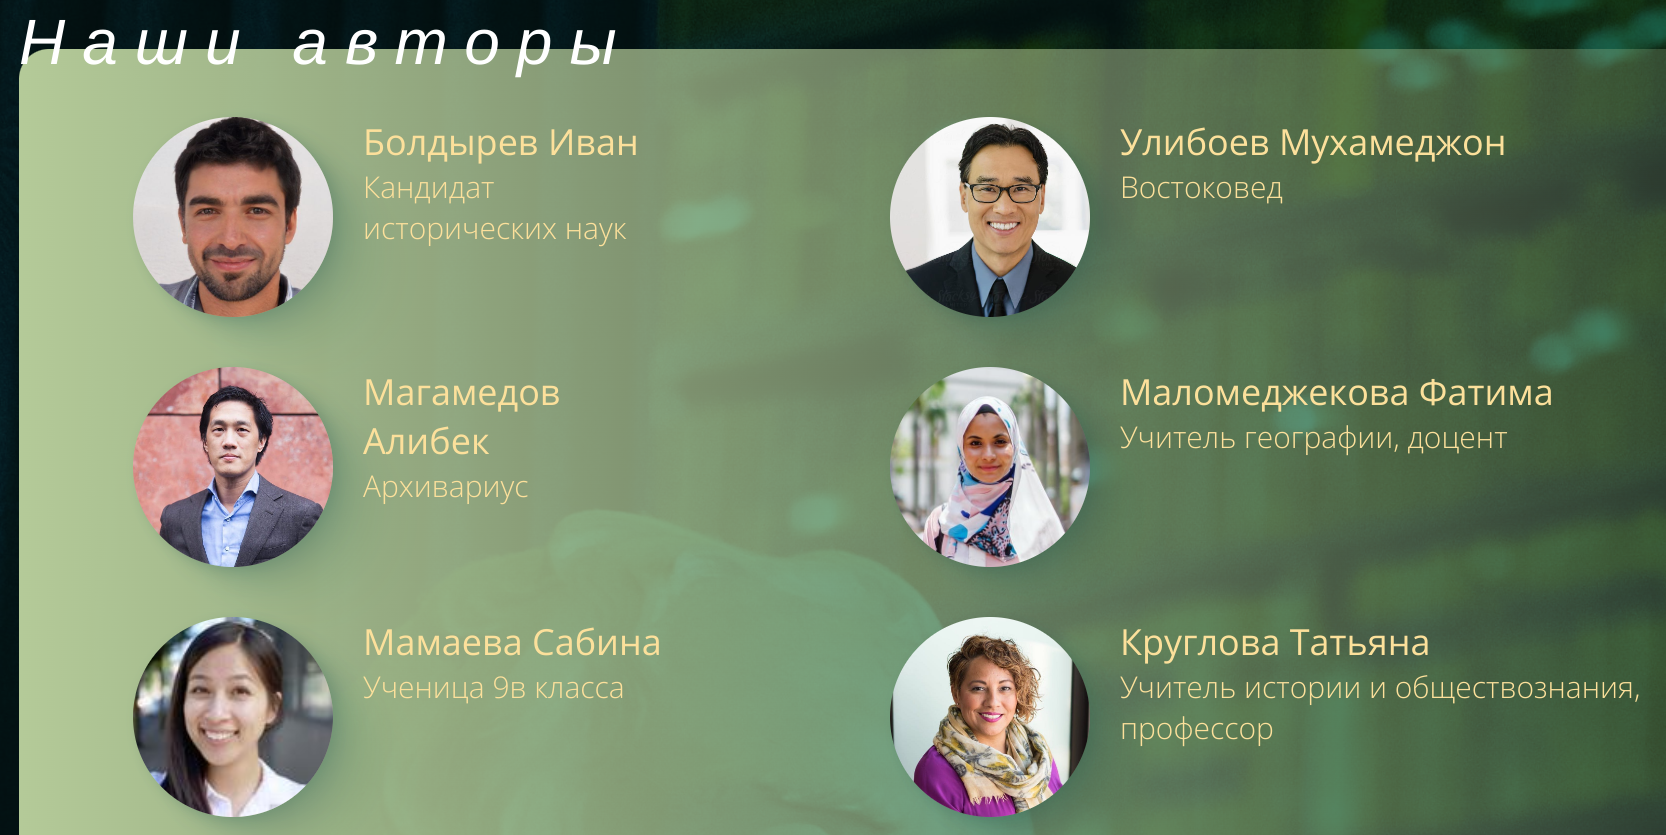 Наши авторы
Болдырев Иван
Кандидат
исторических наук
Улибоев Мухамеджон
Востоковед
Магамедов
Алибек
Архивариус
Маломеджекова Фатима
Учитель географии, доцент
Мамаева Сабина
Ученица 9в класса
Круглова Татьяна
Учитель истории и обществознания,
профессор